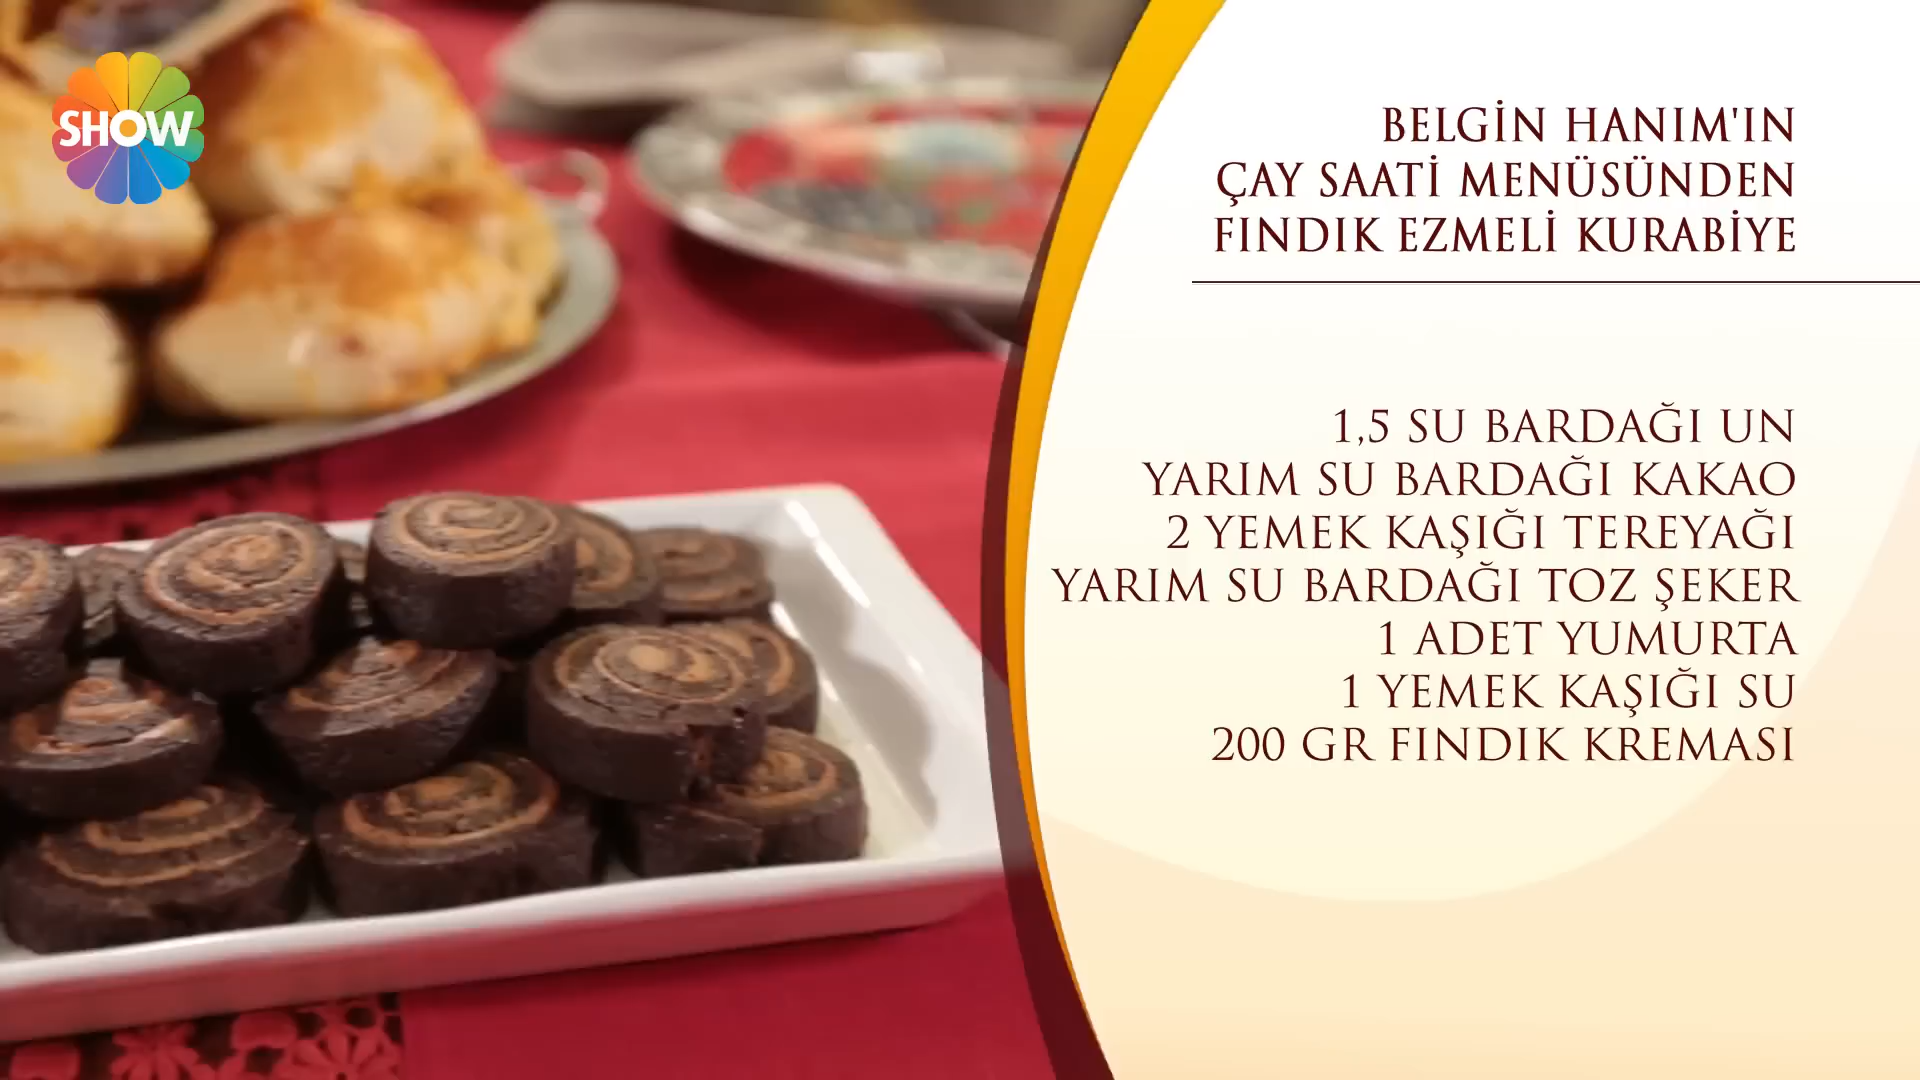 SHOW
BELGİN HANIM'IN
ÇAY SAATİ MENÜSÜNDEN
FINDIK EZMELİ KURABİYE
1,5 SU BARDAĞI UN
YARIM SU BARDAĞI KAKAO
2 YEMEK KAŞIĞI TEREYAĞI
YARIM SU BARDAĞI TOZ ŞEKER
1 ADET YUMURTA
1 YEMEK KAŞIĞI SU
200 GR FINDIK KREMASI